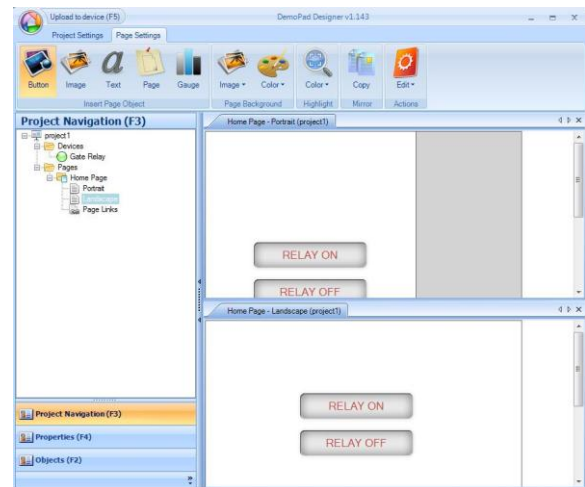 Upload to device (F5)
DemoPad Designer v1.143
Project Settings Page Settings
Button Image Text Page Gauge Image Color Color Copy Edit
Insert Page Object Page Background Highlight Mirror Actions
Project Navigation (F3)
Home Page - Portrait (project1)
project1
Devices
Gate Relay
Pages
Home Page
Portrait
Landscape
Page Links
RELAY ON
RELAY OFF
Home Page - Landscape (project1)
RELAY ON
RELAY OFF
Project Navigation (F3)
Properties (F4)
Objects (F2)